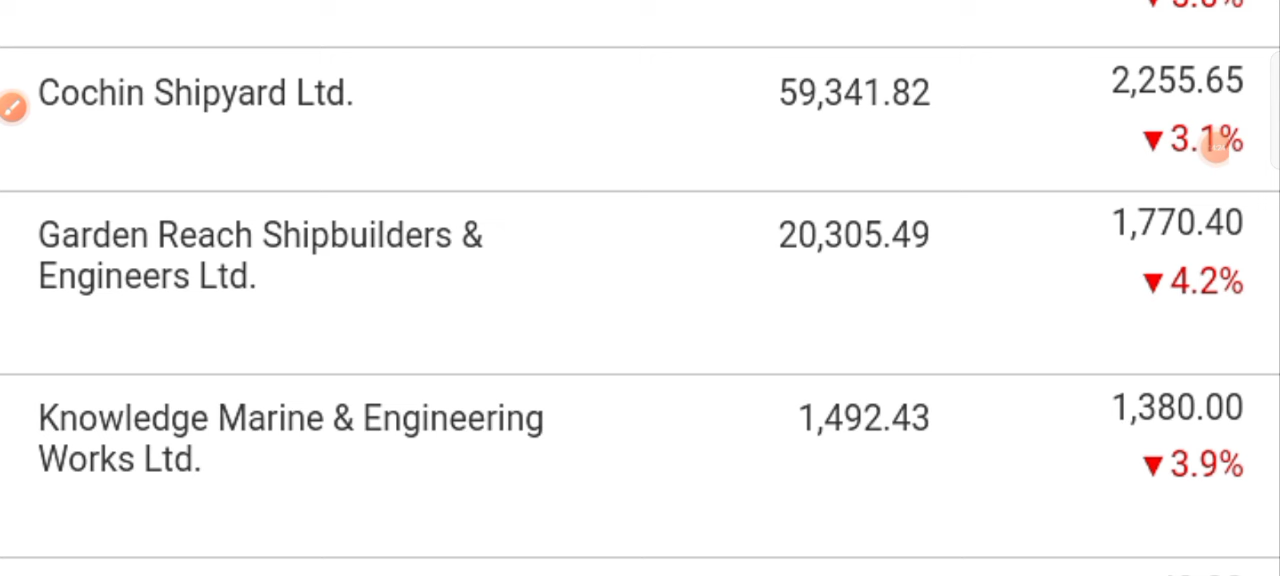 Cochin Shipyard Ltd. 59,341.82 2,255.65
▼3.1%
Garden Reach Shipbuilders & 20,305.49 1,770.40
Engineers Ltd. ▼4.2%
Knowledge Marine & Engineering 1,492.43 1,380.00
Works Ltd. ▼3.9%